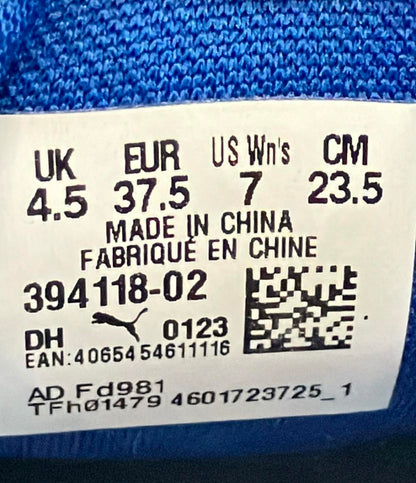 UK EUR US Wn's CM
4.5 37.5 7 23.5
MADE IN CHINA
FABRIQUÉ EN CHINE
394118-02
DH 0123
EAN:4065454611116
AD Fd981
TFh01479 4601723725_1